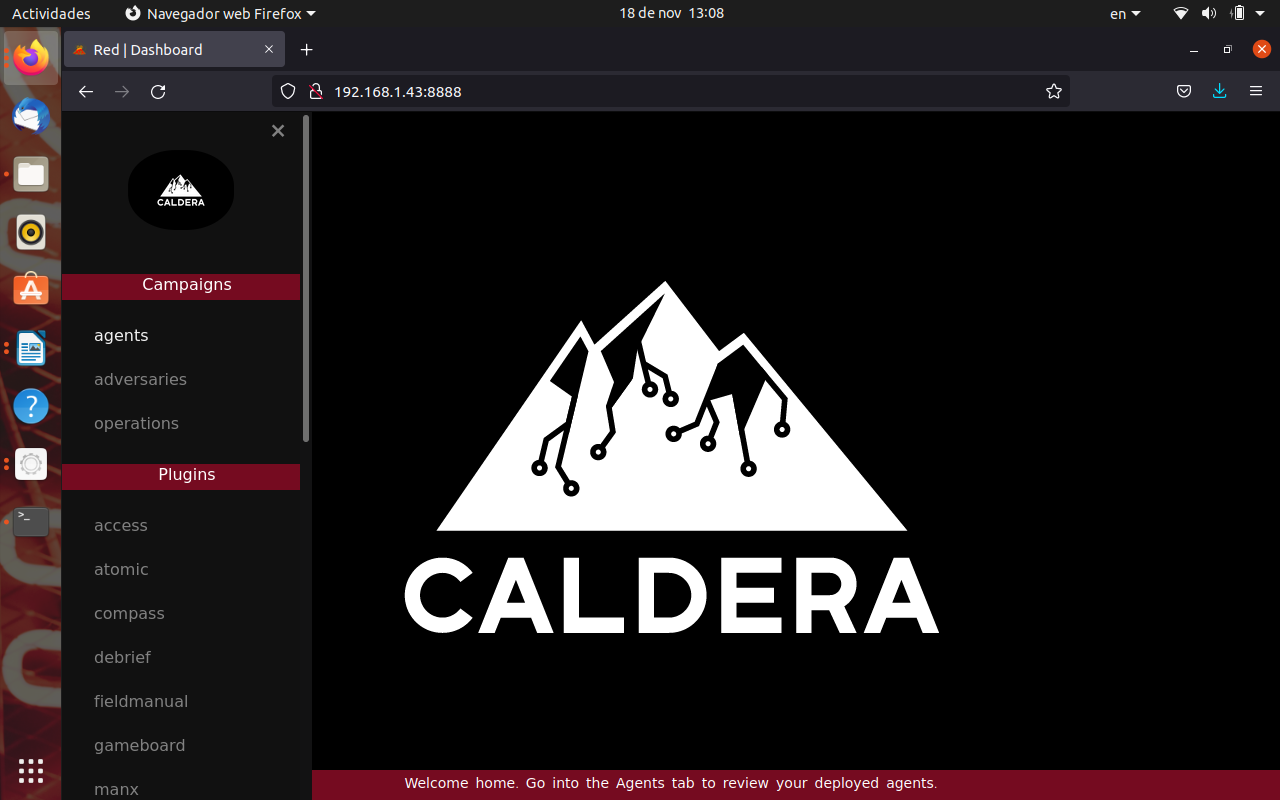 Actividades
Navegador web Firefox
18 de nov 13:08
en
Red | Dashboard
192.168.1.43:8888
CALDERA
Campaigns
agents
adversaries
operations
Plugins
access
atomic
compass
debrief
fieldmanual
gameboard
manx
CALDERA
Welcome home. Go into the Agents tab to review your deployed agents.